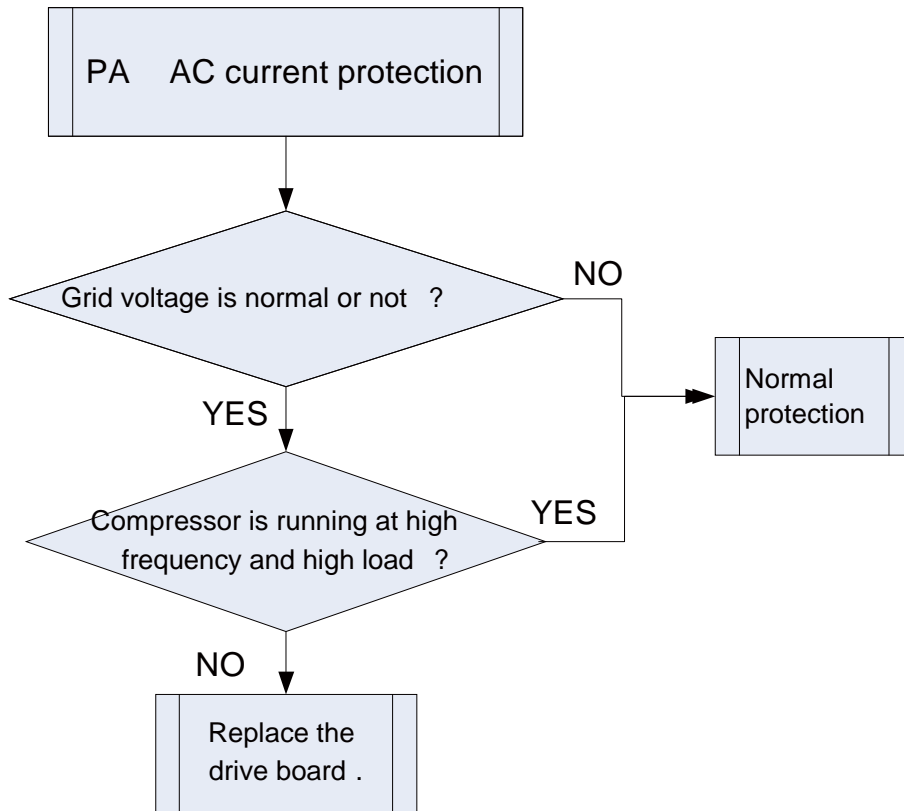 PA AC current protection
Grid voltage is normal or not ?
NO
YES
Normal
protection
Compressor is running at high
frequency and high load ?
YES
NO
Replace the
drive board .